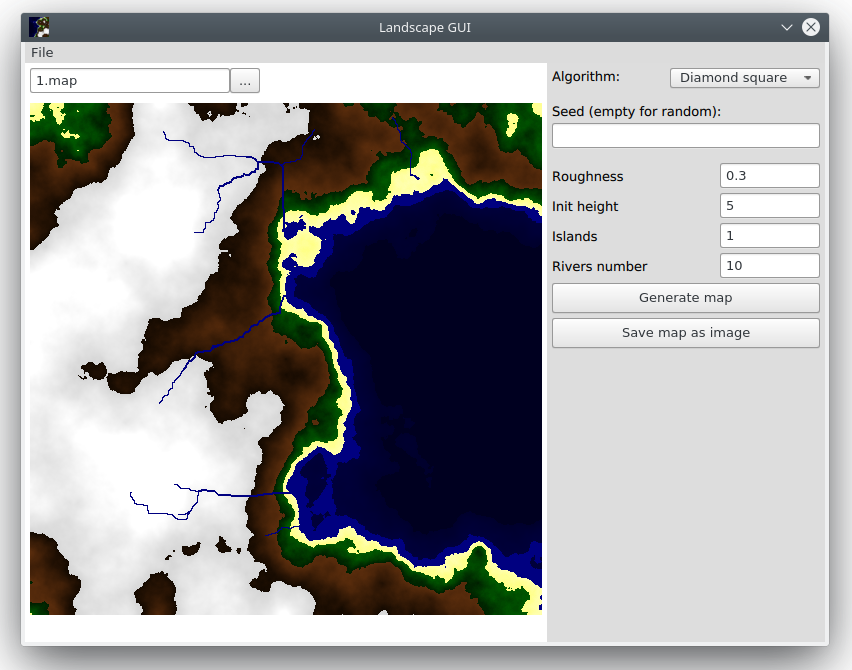 Landscape GUI
File
1.map
...
Algorithm:
Diamond square
Seed (empty for random):
Roughness
0.3
Init height
5
Islands
1
Rivers number
10
Generate map
Save map as image